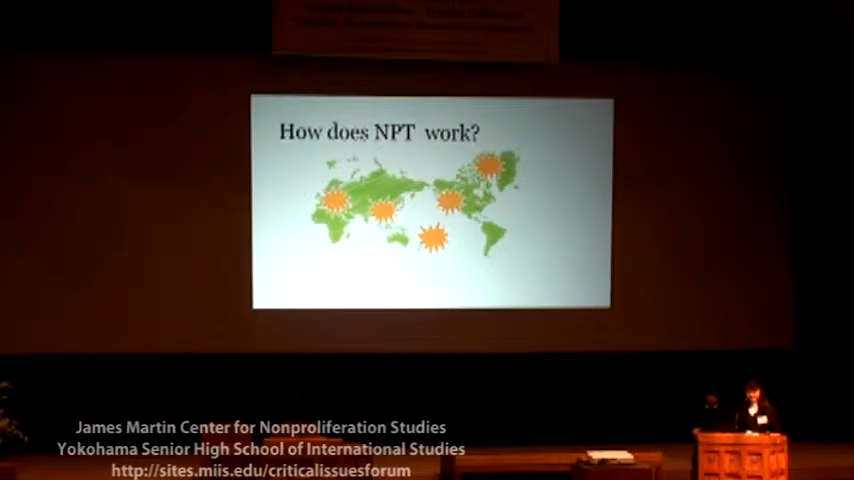 How does NPT work?
James Martin Center for Nonproliferation Studies
Yokohama Senior High School of International Studies
http://sites.miis.edu/criticalissuesforum